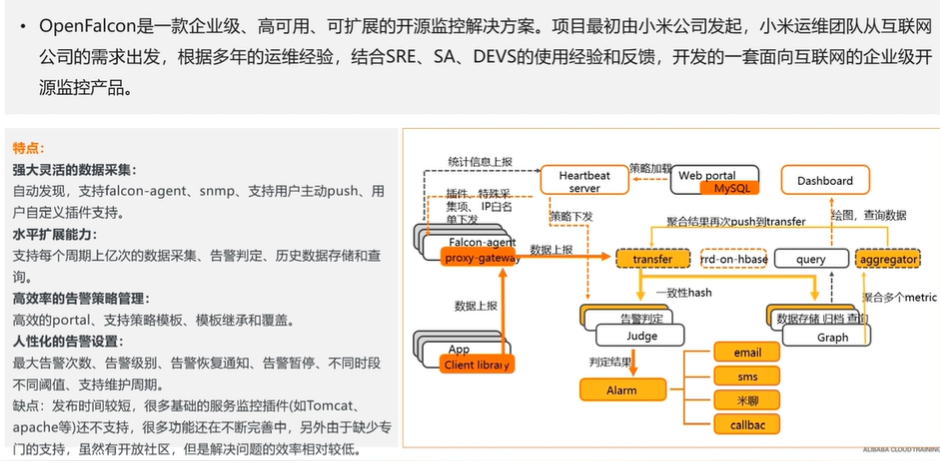 • OpenFalcon是一款企业级、高可用、可扩展的开源监控解决方案。项目最初由小米公司发起，小米运维团队从互联网
公司的需求出发，根据多年的运维经验，结合SRE、SA、DEVS的使用经验和反馈，开发的一套面向互联网的企业级开
源监控产品。
特点：
强大灵活的数据采集：
自动发现，支持falcon-agent、snmp、支持用户主动push、用
户自定义插件支持。
水平扩展能力：
支持每个周期上亿次的数据采集、告警判定、历史数据存储和查
询。
高效率的告警策略管理：
高效的portal、支持策略模板、模板继承和覆盖。
人性化的告警设置：
最大告警次数、告警级别、告警恢复通知、告警暂停、不同时段
不同阈值、支持维护周期。
缺点：发布时间较短，很多基础的服务监控插件(如Tomcat、
apache等)还不支持，很多功能还在不断完善中，另外由于缺少专
门的支持，虽然有开放社区，但是解决问题的效率相对较低。
统计信息上报
Heartbeat
server
策略加载
Web portal
MySQL
Dashboard
插件、特殊采
集项、IP白名
单下发
策略下发
聚合结果再次push到transfer
绘图，查询数据
Falcon-agent
proxy-gateway
数据上报
transfer
rrd-on-hbase
query
aggregator
一致性hash
聚合多个metric
数据上报
告警判定
Judge
数据存储 归档 查询
Graph
App
Client library
判定结果
Alarm
email
sms
米聊
callbac
ALIBABA CLOUD TRAINING